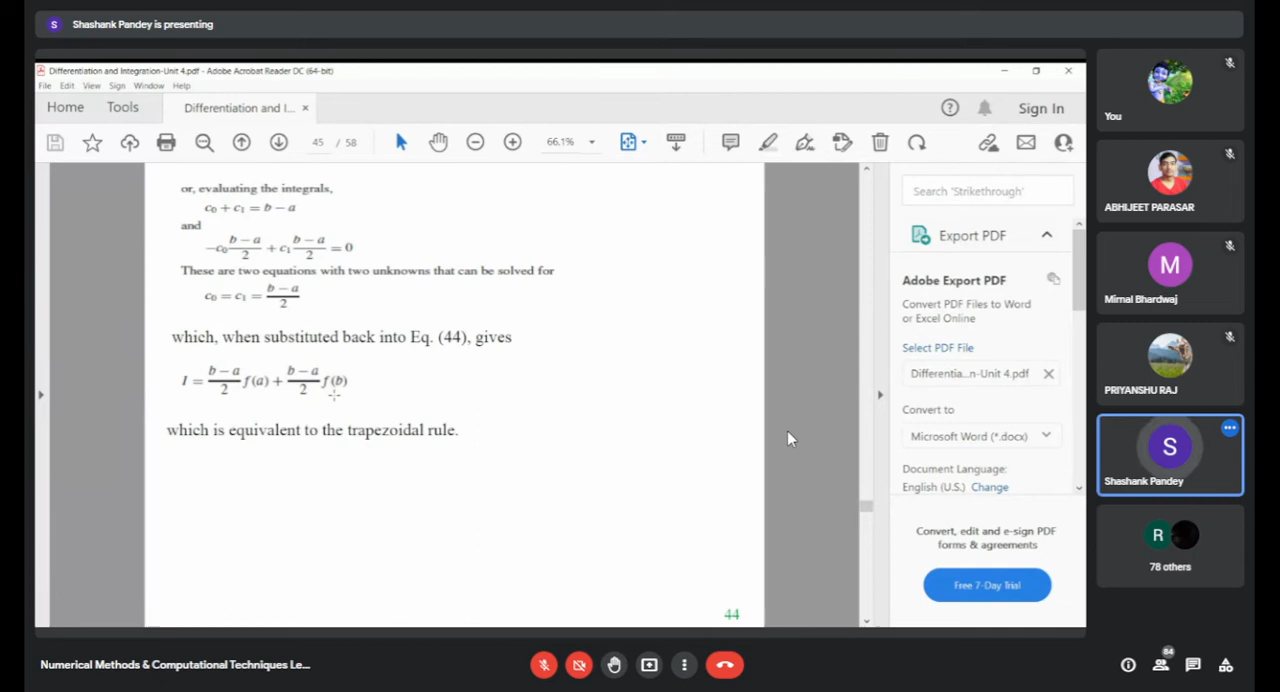 S Shashank Pandey is presenting
Differentiation and Integration-Unit 4.pdf - Adobe Acrobat Reader DC (64-bit)
File Edit View Sign Window Help
Home Tools Differentiation and I... × Sign In
45 / 58 66.1%
or, evaluating the integrals,
c₀ + c₁ = b − a
and
−c₀ (b − a)/2 + c₁ (b − a)/2 = 0
These are two equations with two unknowns that can be solved for
c₀ = c₁ = (b − a)/2
which, when substituted back into Eq. (44), gives
I = (b − a)/2 f(a) + (b − a)/2 f(b)
which is equivalent to the trapezoidal rule.
44
Search 'Strikethrough'
Export PDF
Adobe Export PDF
Convert PDF Files to Word
or Excel Online
Select PDF File
Differentia...n-Unit 4.pdf
Convert to
Microsoft Word (*.docx)
Document Language:
English (U.S.) Change
Convert, edit and e-sign PDF
forms & agreements
Free 7-Day Trial
You
ABHIJEET PARASAR
M
Mirnal Bhardwaj
PRIYANSHU RAJ
S
Shashank Pandey
R
78 others
Numerical Methods & Computational Techniques Le...
84